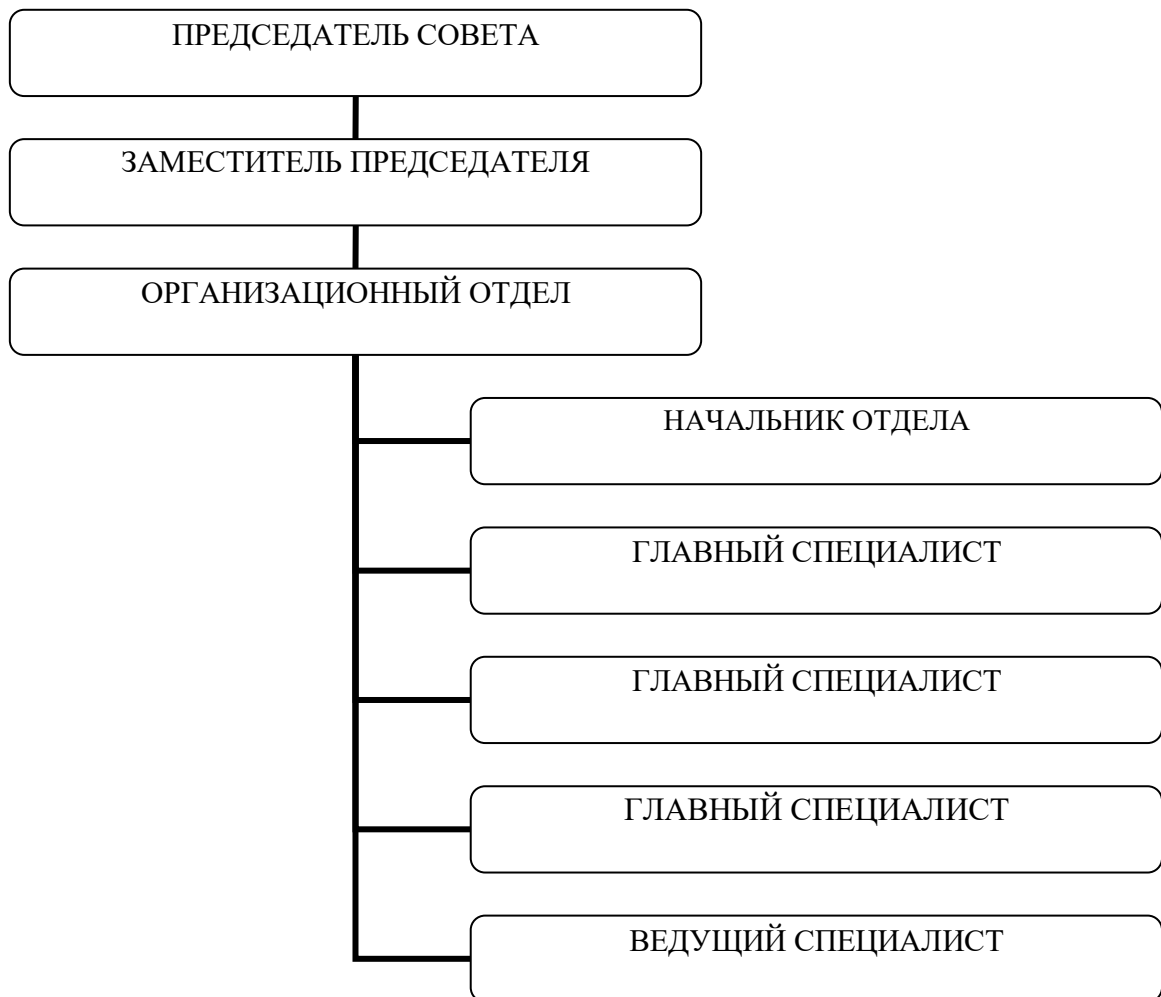 ПРЕДСЕДАТЕЛЬ СОВЕТА
ЗАМЕСТИТЕЛЬ ПРЕДСЕДАТЕЛЯ
ОРГАНИЗАЦИОННЫЙ ОТДЕЛ
НАЧАЛЬНИК ОТДЕЛА
ГЛАВНЫЙ СПЕЦИАЛИСТ
ГЛАВНЫЙ СПЕЦИАЛИСТ
ГЛАВНЫЙ СПЕЦИАЛИСТ
ВЕДУЩИЙ СПЕЦИАЛИСТ